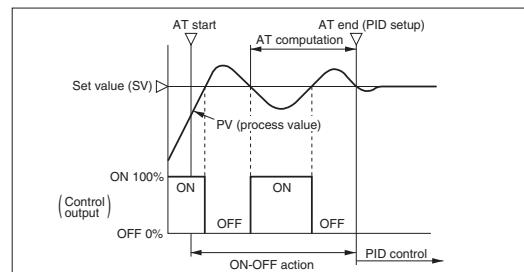 AT start
AT end (PID setup)
AT computation
Set value (SV)
PV (process value)
ON 100%
ON
ON
(Control output)
OFF
OFF
OFF 0%
ON-OFF action
PID control